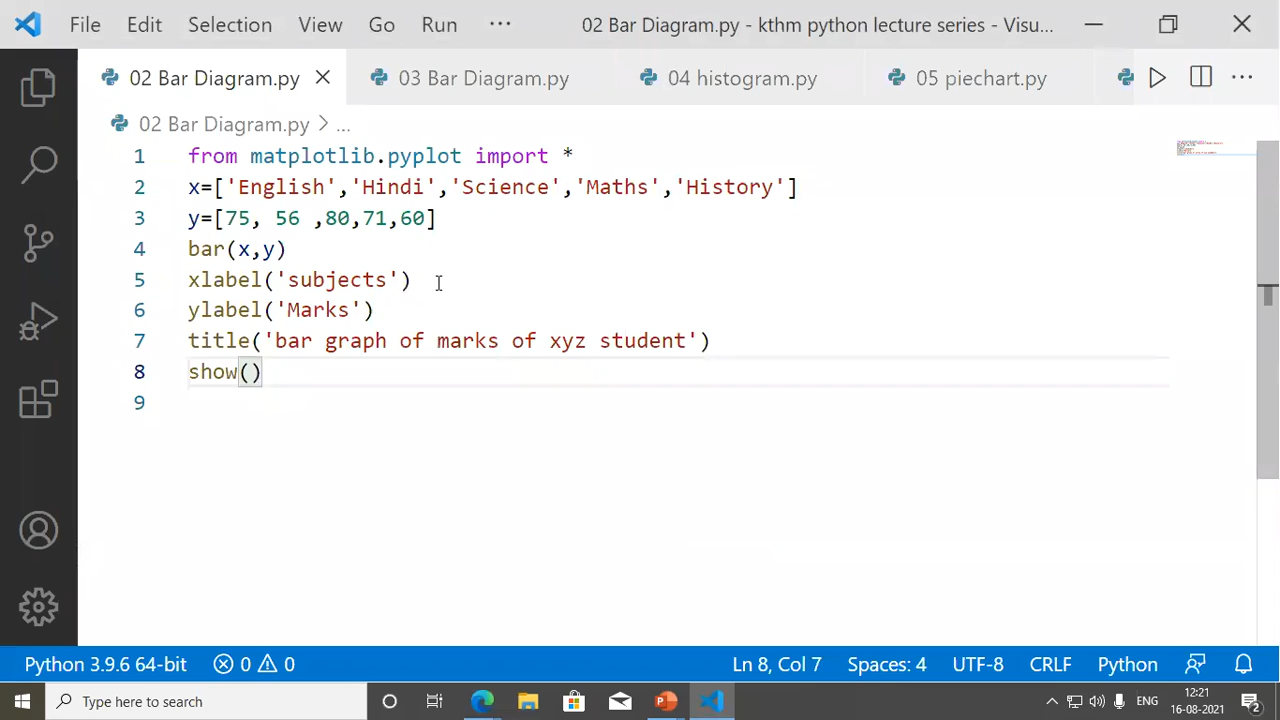 File Edit Selection View Go Run ··· 02 Bar Diagram.py - kthm python lecture series - Visu...
02 Bar Diagram.py 03 Bar Diagram.py 04 histogram.py 05 piechart.py ···
02 Bar Diagram.py > ...
1 from matplotlib.pyplot import *
2 x=['English','Hindi','Science','Maths','History']
3 y=[75, 56 ,80,71,60]
4 bar(x,y)
5 xlabel('subjects')
6 ylabel('Marks')
7 title('bar graph of marks of xyz student')
8 show()
9
Python 3.9.6 64-bit 0 0 Ln 8, Col 7 Spaces: 4 UTF-8 CRLF Python
Type here to search ENG 12:21
16-08-2021 2